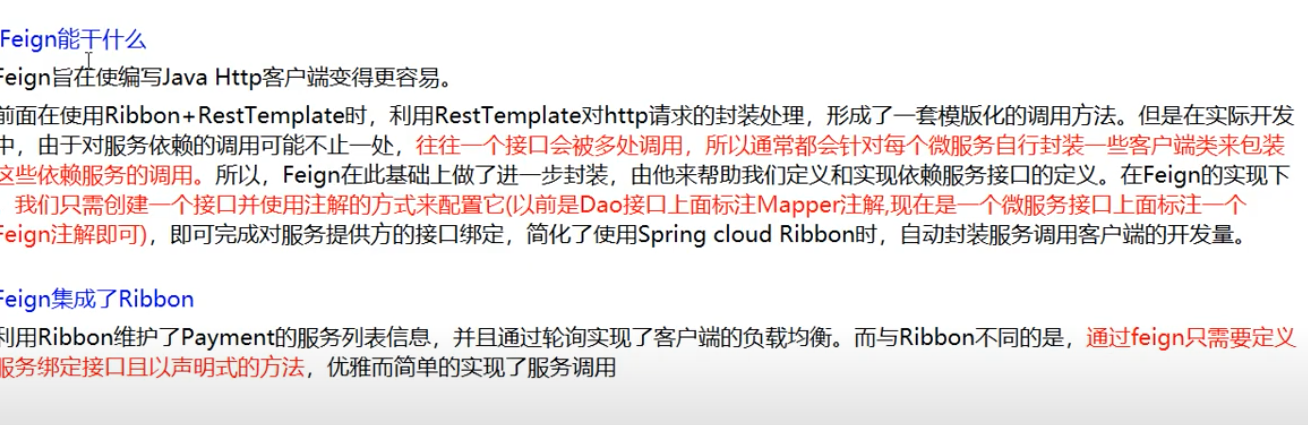 Feign能干什么
Feign旨在使编写Java Http客户端变得更容易。
前面在使用Ribbon+RestTemplate时，利用RestTemplate对http请求的封装处理，形成了一套模版化的调用方法。但是在实际开发
中，由于对服务依赖的调用可能不止一处，往往一个接口会被多处调用，所以通常都会针对每个微服务自行封装一些客户端类来包装
这些依赖服务的调用。所以，Feign在此基础上做了进一步封装，由他来帮助我们定义和实现依赖服务接口的定义。在Feign的实现下
我们只需创建一个接口并使用注解的方式来配置它(以前是Dao接口上面标注Mapper注解,现在是一个微服务接口上面标注一个
Feign注解即可)，即可完成对服务提供方的接口绑定，简化了使用Spring cloud Ribbon时，自动封装服务调用客户端的开发量。
Feign集成了Ribbon
利用Ribbon维护了Payment的服务列表信息，并且通过轮询实现了客户端的负载均衡。而与Ribbon不同的是，通过feign只需要定义
服务绑定接口且以声明式的方法，优雅而简单的实现了服务调用